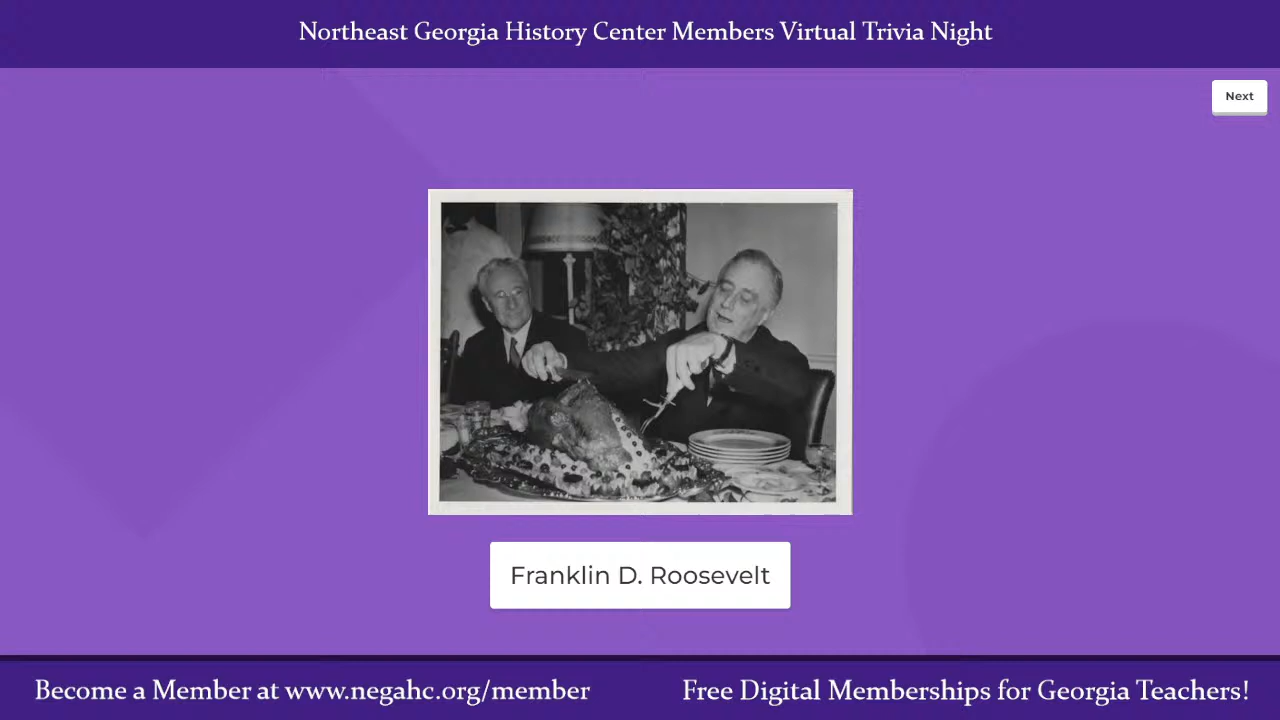 Northeast Georgia History Center Members Virtual Trivia Night
Next
Franklin D. Roosevelt
Become a Member at www.negahc.org/member
Free Digital Memberships for Georgia Teachers!